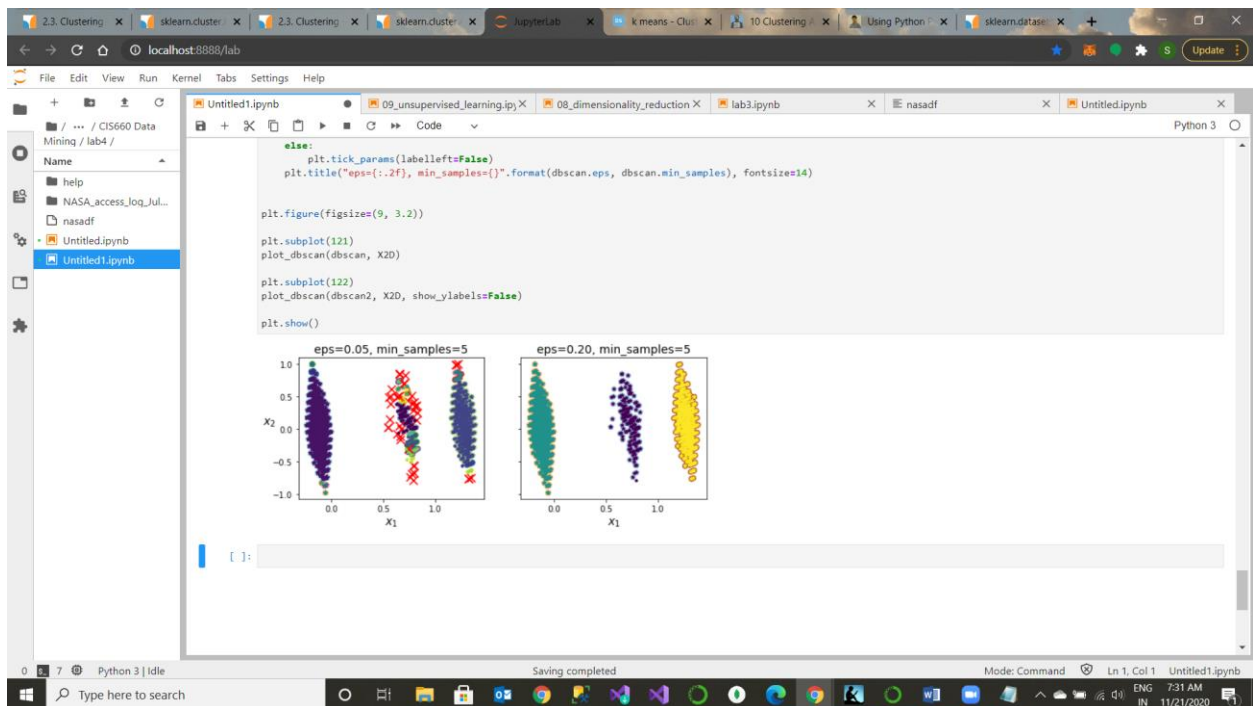 2.3. Clustering
sklearn.cluster
2.3. Clustering
sklearn.cluster
JupyterLab
k means - Clus
10 Clustering A
Using Python
sklearn.datase
localhost:8888/lab
S
Update
File Edit View Run Kernel Tabs Settings Help
Untitled1.ipynb
09_unsupervised_learning.ipy
08_dimensionality_reduction
lab3.ipynb
nasadf
Untitled.ipynb
/ ... / CIS660 Data
Mining / lab4 /
Code
Python 3
Name
help
NASA_access_log_Jul...
nasadf
Untitled.ipynb
Untitled1.ipynb
else:
plt.tick_params(labelleft=False)
plt.title("eps={:.2f}, min_samples={}".format(dbscan.eps, dbscan.min_samples), fontsize=14)
plt.figure(figsize=(9, 3.2))
plt.subplot(121)
plot_dbscan(dbscan, X2D)
plt.subplot(122)
plot_dbscan(dbscan2, X2D, show_ylabels=False)
plt.show()
eps=0.05, min_samples=5
1.0
0.5
0.0
−0.5
−1.0
x2
0.0 0.5 1.0
x1
eps=0.20, min_samples=5
0.0 0.5 1.0
x1
[ ]:
0 7 Python 3 | Idle
Saving completed
Mode: Command
Ln 1, Col 1
Untitled1.ipynb
Type here to search
ENG
IN
7:31 AM
11/21/2020